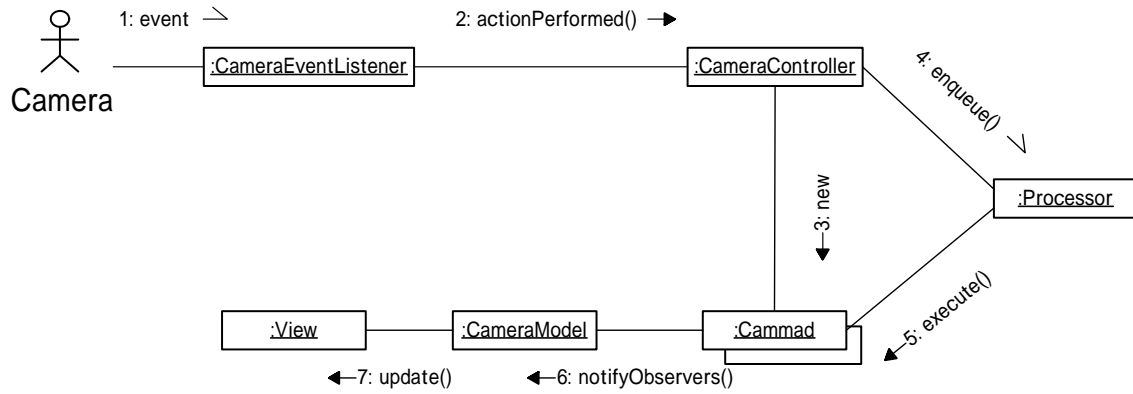 1: event
2: actionPerformed()
:CameraEventListener
:CameraController
4: enqueue()
Camera
3: new
:Processor
:View
:CameraModel
:Cammad
5: execute()
7: update()
6: notifyObservers()